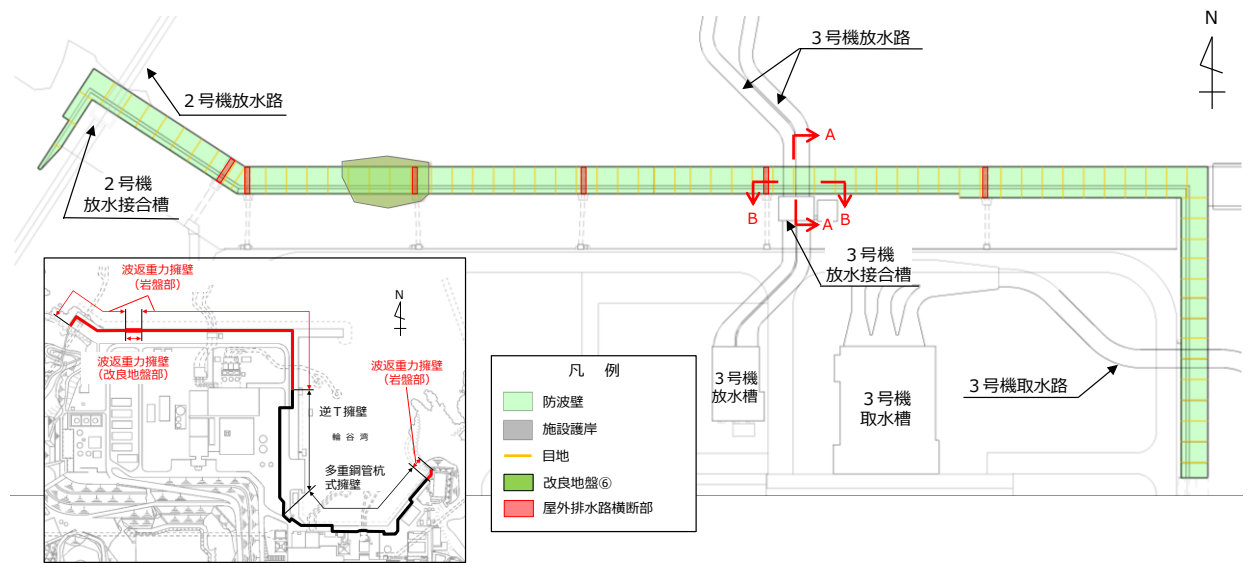 3号機放水路
N
2号機放水路
A
2号機
放水接合槽
B
B
A
3号機
放水接合槽
波返重力擁壁
（岩盤部）
N
波返重力擁壁
（改良地盤部）
波返重力擁壁
（岩盤部）
逆T擁壁
輪谷湾
多重鋼管杭
式擁壁
凡 例
防波壁
施設護岸
目地
改良地盤⑥
屋外排水路横断部
3号機
放水槽
3号機
取水槽
3号機取水路